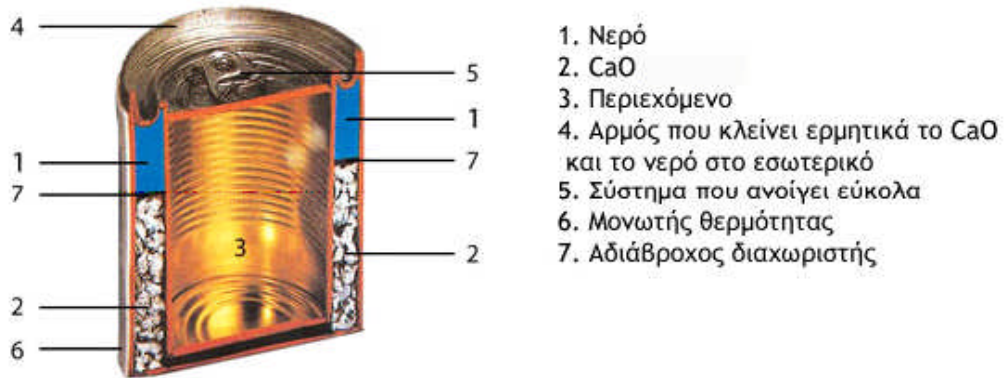 4
5
1
7
1
7
3
2
2
6
1. Νερό
2. CaO
3. Περιεχόμενο
4. Αρμός που κλείνει ερμητικά το CaO
και το νερό στο εσωτερικό
5. Σύστημα που ανοίγει εύκολα
6. Μονωτής θερμότητας
7. Αδιάβροχος διαχωριστής